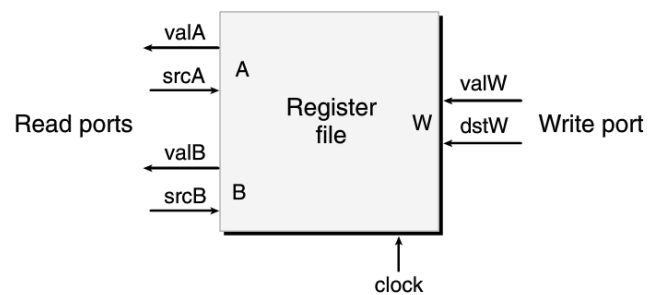 valA
srcA
A
Read ports
valB
srcB
B
Register
file
W
valW
dstW
Write port
clock